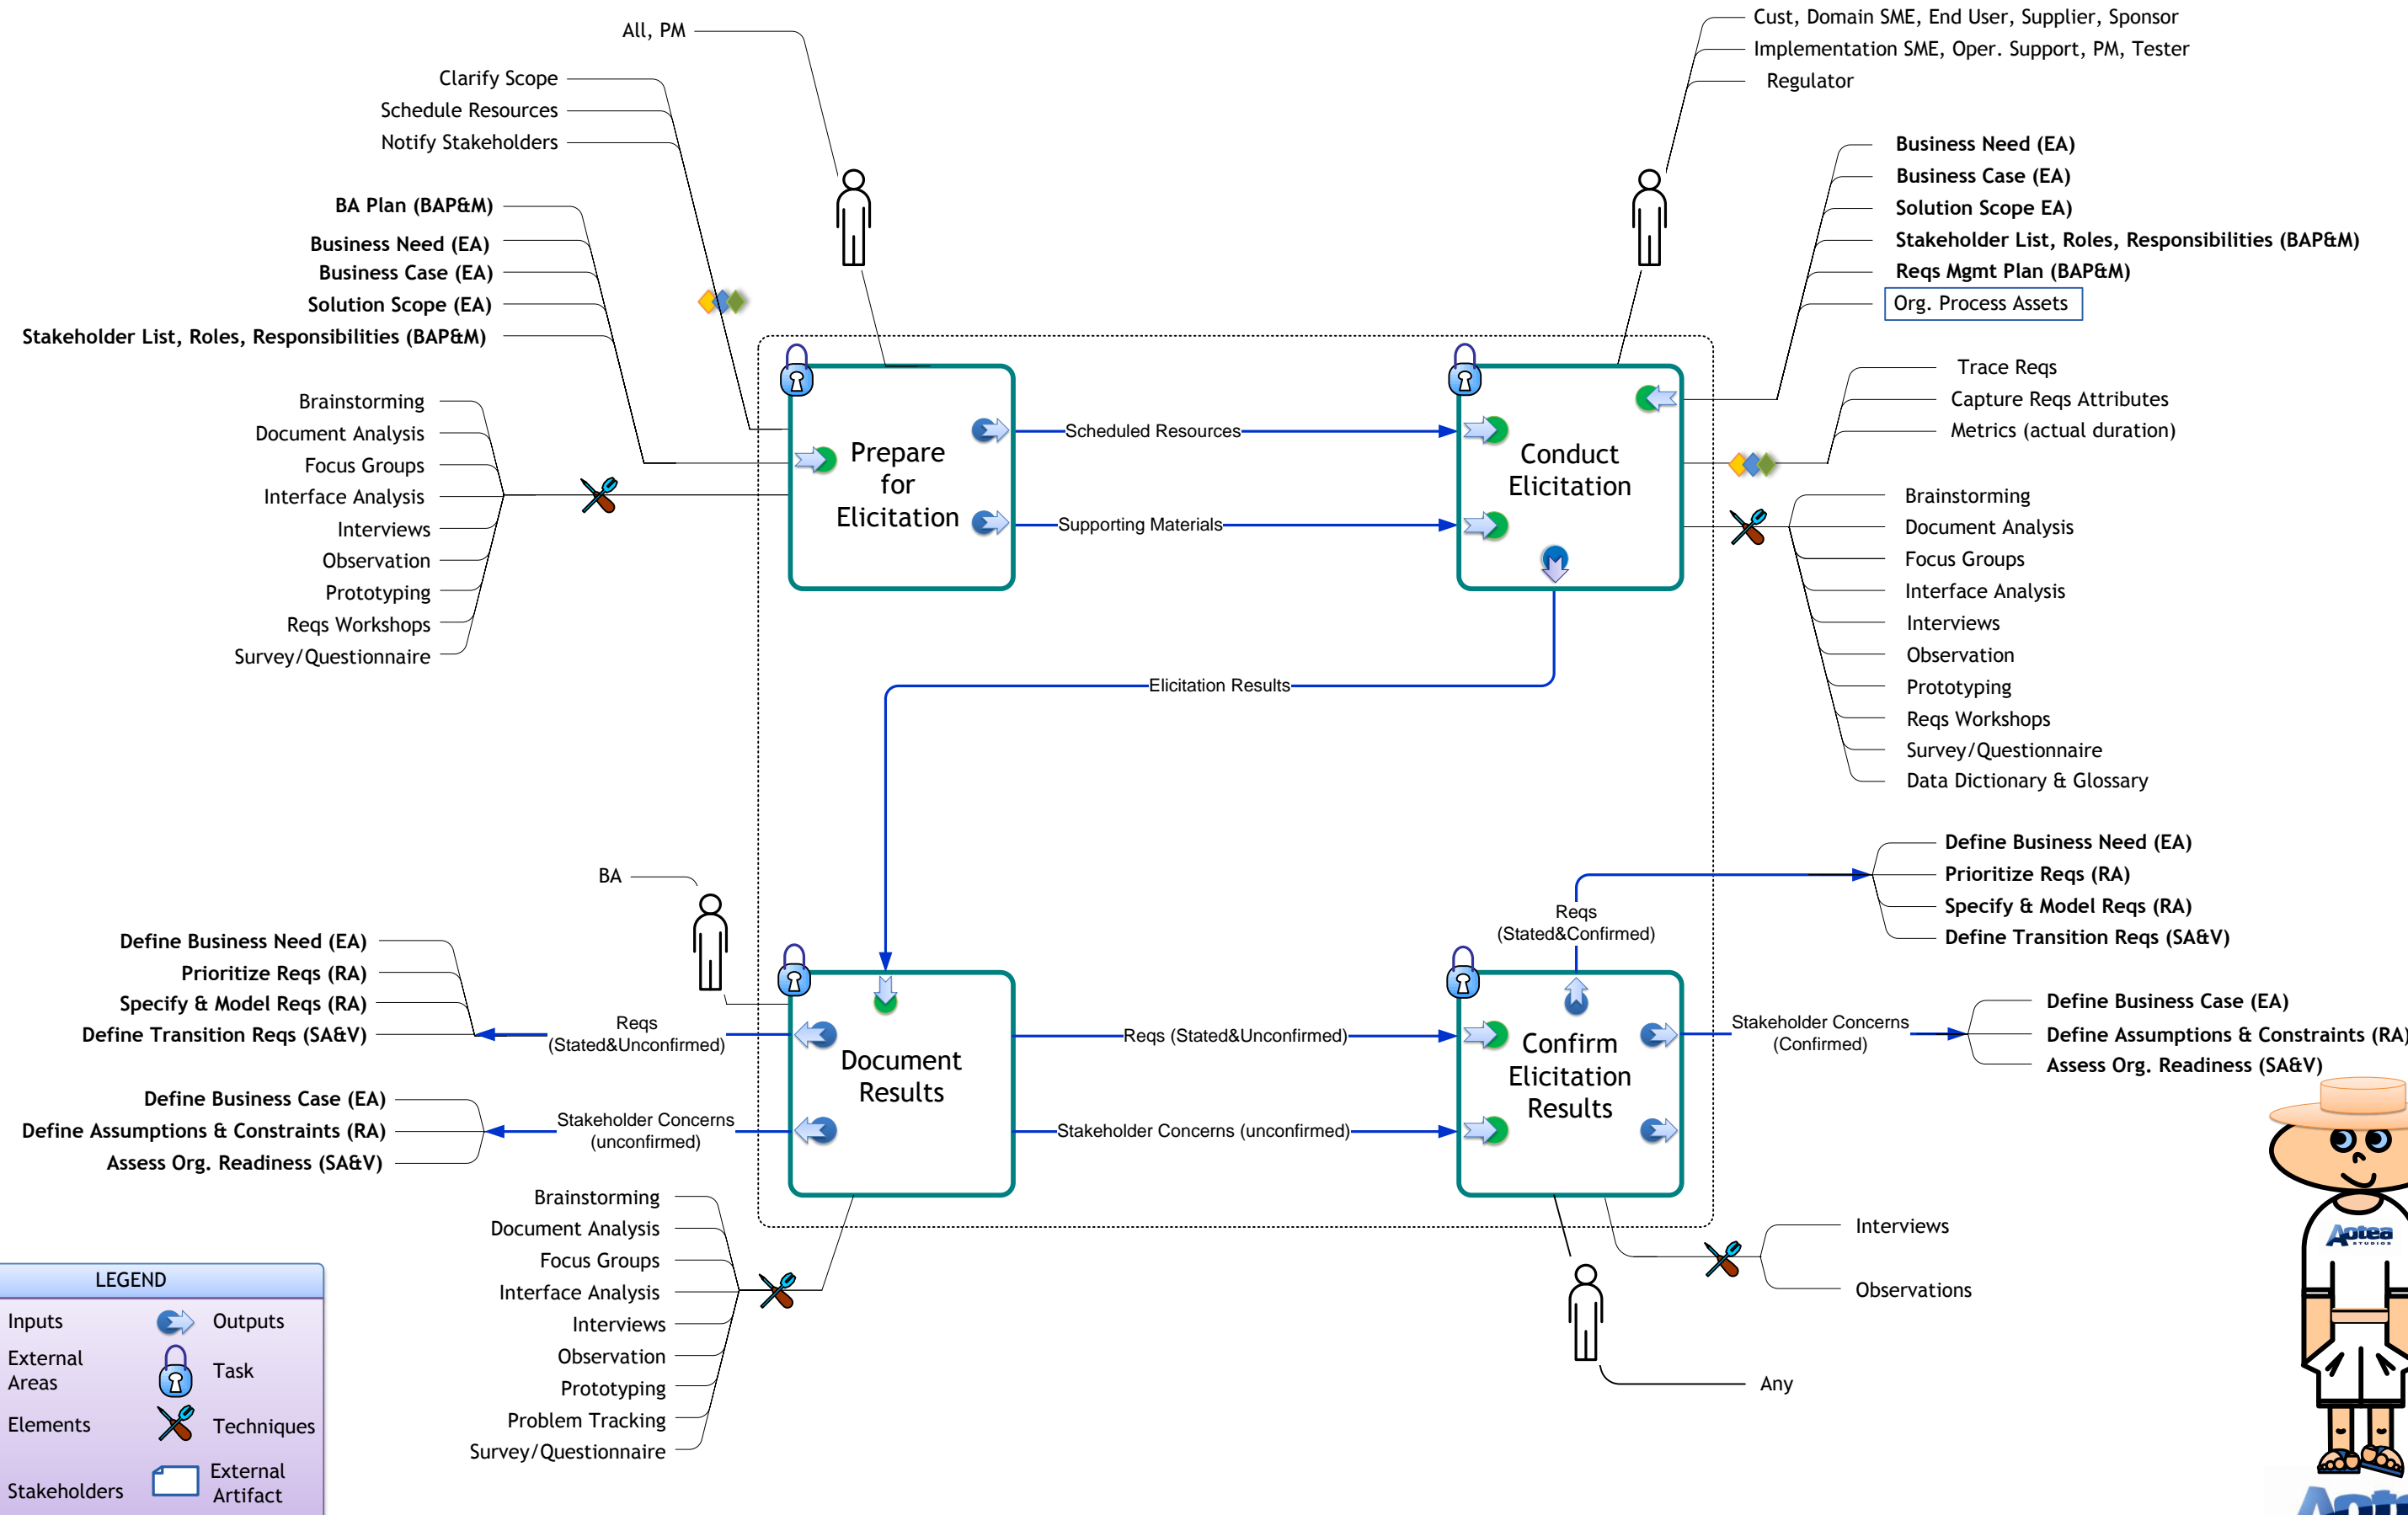 All, PM
Clarify Scope
Schedule Resources
Notify Stakeholders
BA Plan (BAP&M)
Business Need (EA)
Business Case (EA)
Solution Scope (EA)
Stakeholder List, Roles, Responsibilities (BAP&M)
Brainstorming
Document Analysis
Focus Groups
Interface Analysis
Interviews
Observation
Prototyping
Reqs Workshops
Survey/Questionnaire
Prepare
for
Elicitation
Scheduled Resources
Supporting Materials
Cust, Domain SME, End User, Supplier, Sponsor
Implementation SME, Oper. Support, PM, Tester
Regulator
Business Need (EA)
Business Case (EA)
Solution Scope EA)
Stakeholder List, Roles, Responsibilities (BAP&M)
Reqs Mgmt Plan (BAP&M)
Org. Process Assets
Trace Reqs
Capture Reqs Attributes
Metrics (actual duration)
Conduct
Elicitation
Brainstorming
Document Analysis
Focus Groups
Interface Analysis
Interviews
Observation
Prototyping
Reqs Workshops
Survey/Questionnaire
Data Dictionary & Glossary
Elicitation Results
BA
Define Business Need (EA)
Prioritize Reqs (RA)
Specify & Model Reqs (RA)
Define Transition Reqs (SA&V)
Reqs
(Stated&Unconfirmed)
Define Business Case (EA)
Define Assumptions & Constraints (RA)
Assess Org. Readiness (SA&V)
Stakeholder Concerns
(unconfirmed)
Document
Results
Reqs (Stated&Unconfirmed)
Stakeholder Concerns (unconfirmed)
Reqs
(Stated&Confirmed)
Define Business Need (EA)
Prioritize Reqs (RA)
Specify & Model Reqs (RA)
Define Transition Reqs (SA&V)
Confirm
Elicitation
Results
Stakeholder Concerns
(Confirmed)
Define Business Case (EA)
Define Assumptions & Constraints (RA)
Assess Org. Readiness (SA&V)
Brainstorming
Document Analysis
Focus Groups
Interface Analysis
Interviews
Observation
Prototyping
Problem Tracking
Survey/Questionnaire
Interviews
Observations
Any
LEGEND
Inputs
Outputs
External
Areas
Task
Elements
Techniques
Stakeholders
External
Artifact
Aotea
STUDIOS